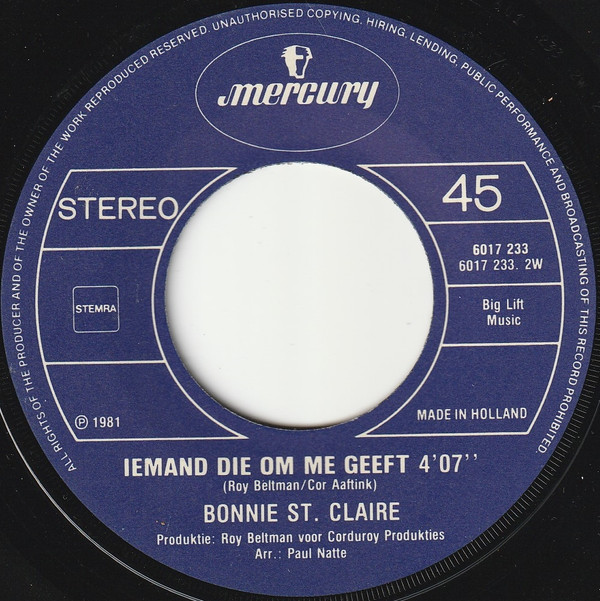 ALL RIGHTS OF THE PRODUCER AND OF THE OWNER OF THE WORK REPRODUCED RESERVED. UNAUTHORISED COPYING, HIRING, LENDING, PUBLIC PERFORMANCE AND BROADCASTING OF THIS RECORD PROHIBITED.
mercury
STEREO
45
6017 233
6017 233. 2W
STEMRA
Big Lift
Music
℗ 1981
MADE IN HOLLAND
IEMAND DIE OM ME GEEFT 4'07''
(Roy Beltman/Cor Aaftink)
BONNIE ST. CLAIRE
Produktie: Roy Beltman voor Corduroy Produkties
Arr.: Paul Natte